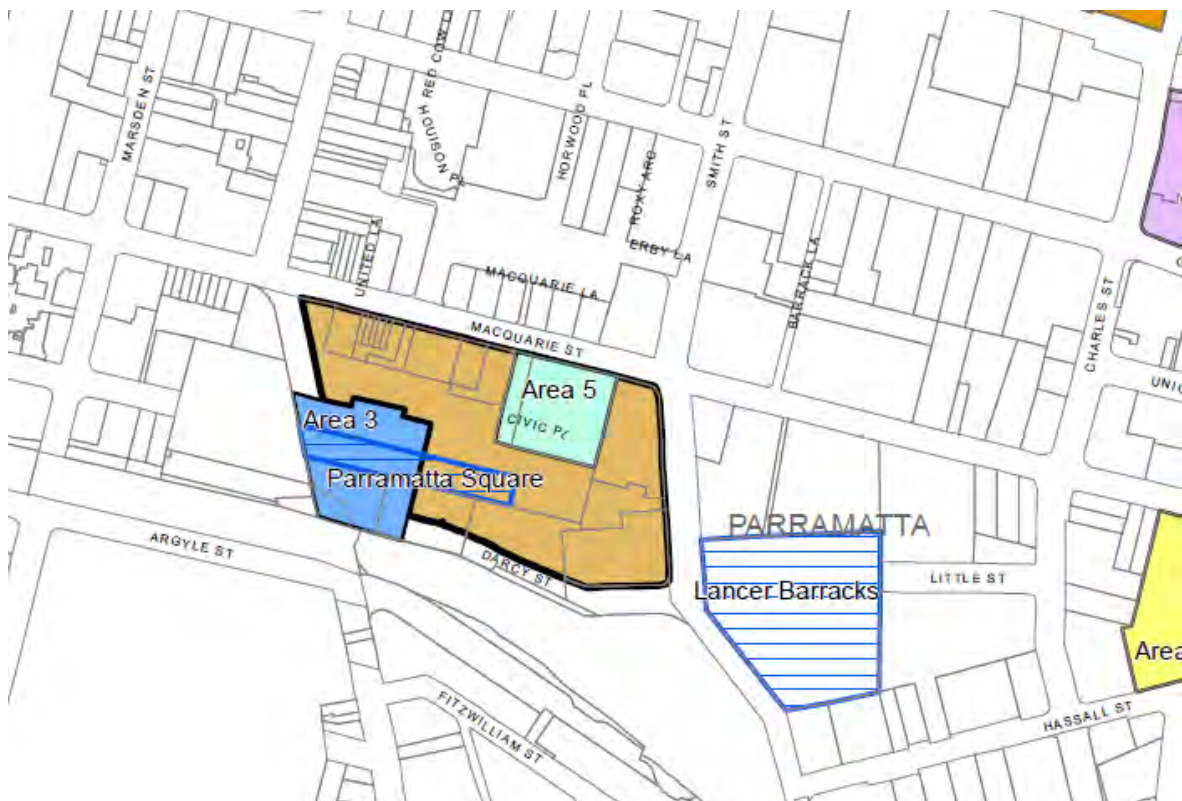 MARSDEN ST
HOUISON PL
RED COW L
HORWOOD PL
ROXY ARC
SMITH ST
ERBY LA
UNITED LA
MACQUARIE LA
BARRACK LA
CHARLES ST
MACQUARIE ST
UNIO
Area 5
CIVIC PL
Area 3
Parramatta Square
PARRAMATTA
ARGYLE ST
DARCY ST
LITTLE ST
Lancer Barracks
Area
FITZWILLIAM ST
HASSALL ST